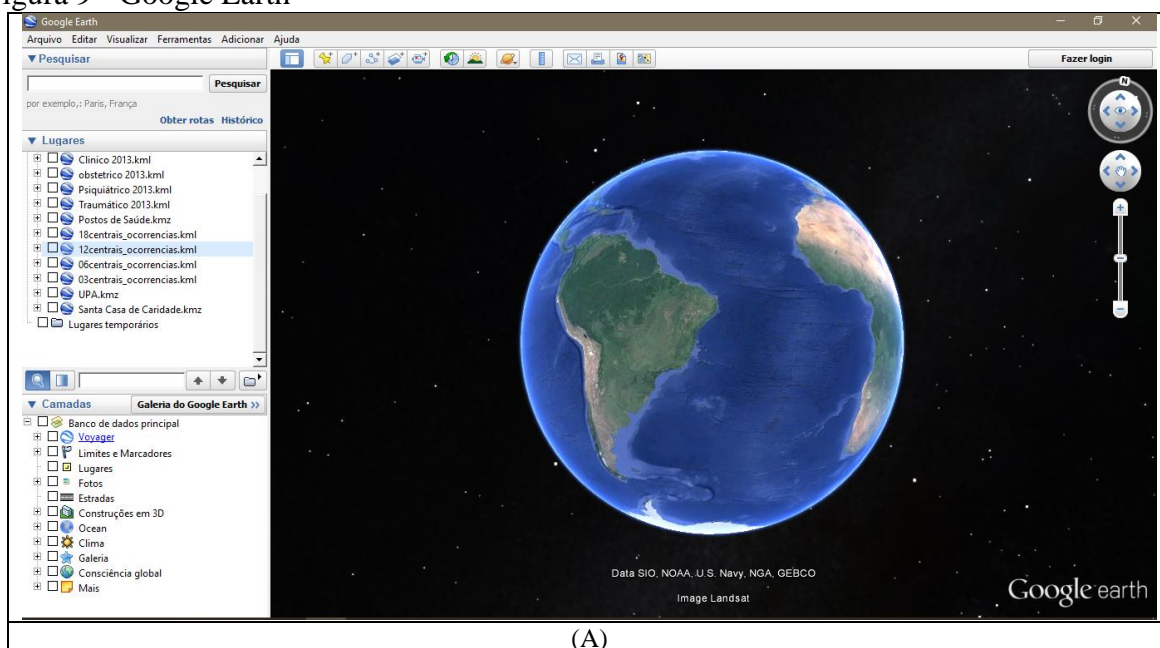 igura 9 - Google Earth
Google Earth
Arquivo Editar Visualizar Ferramentas Adicionar Ajuda
Pesquisar
Fazer login
Pesquisar
por exemplo,: Paris, França
Obter rotas Histórico
Lugares
Clinico 2013.kml
obstetrico 2013.kml
Psiquiátrico 2013.kml
Traumático 2013.kml
Postos de Saúde.kmz
18centrais_ocorrencias.kml
12centrais_ocorrencias.kml
06centrais_ocorrencias.kml
03centrais_ocorrencias.kml
UPA.kmz
Santa Casa de Caridade.kmz
Lugares temporários
Camadas Galeria do Google Earth >>
Banco de dados principal
Voyager
Limites e Marcadores
Lugares
Fotos
Estradas
Construções em 3D
Ocean
Clima
Galeria
Consciência global
Mais
N
Data SIO, NOAA, U.S. Navy, NGA, GEBCO
Image Landsat
Google earth
(A)